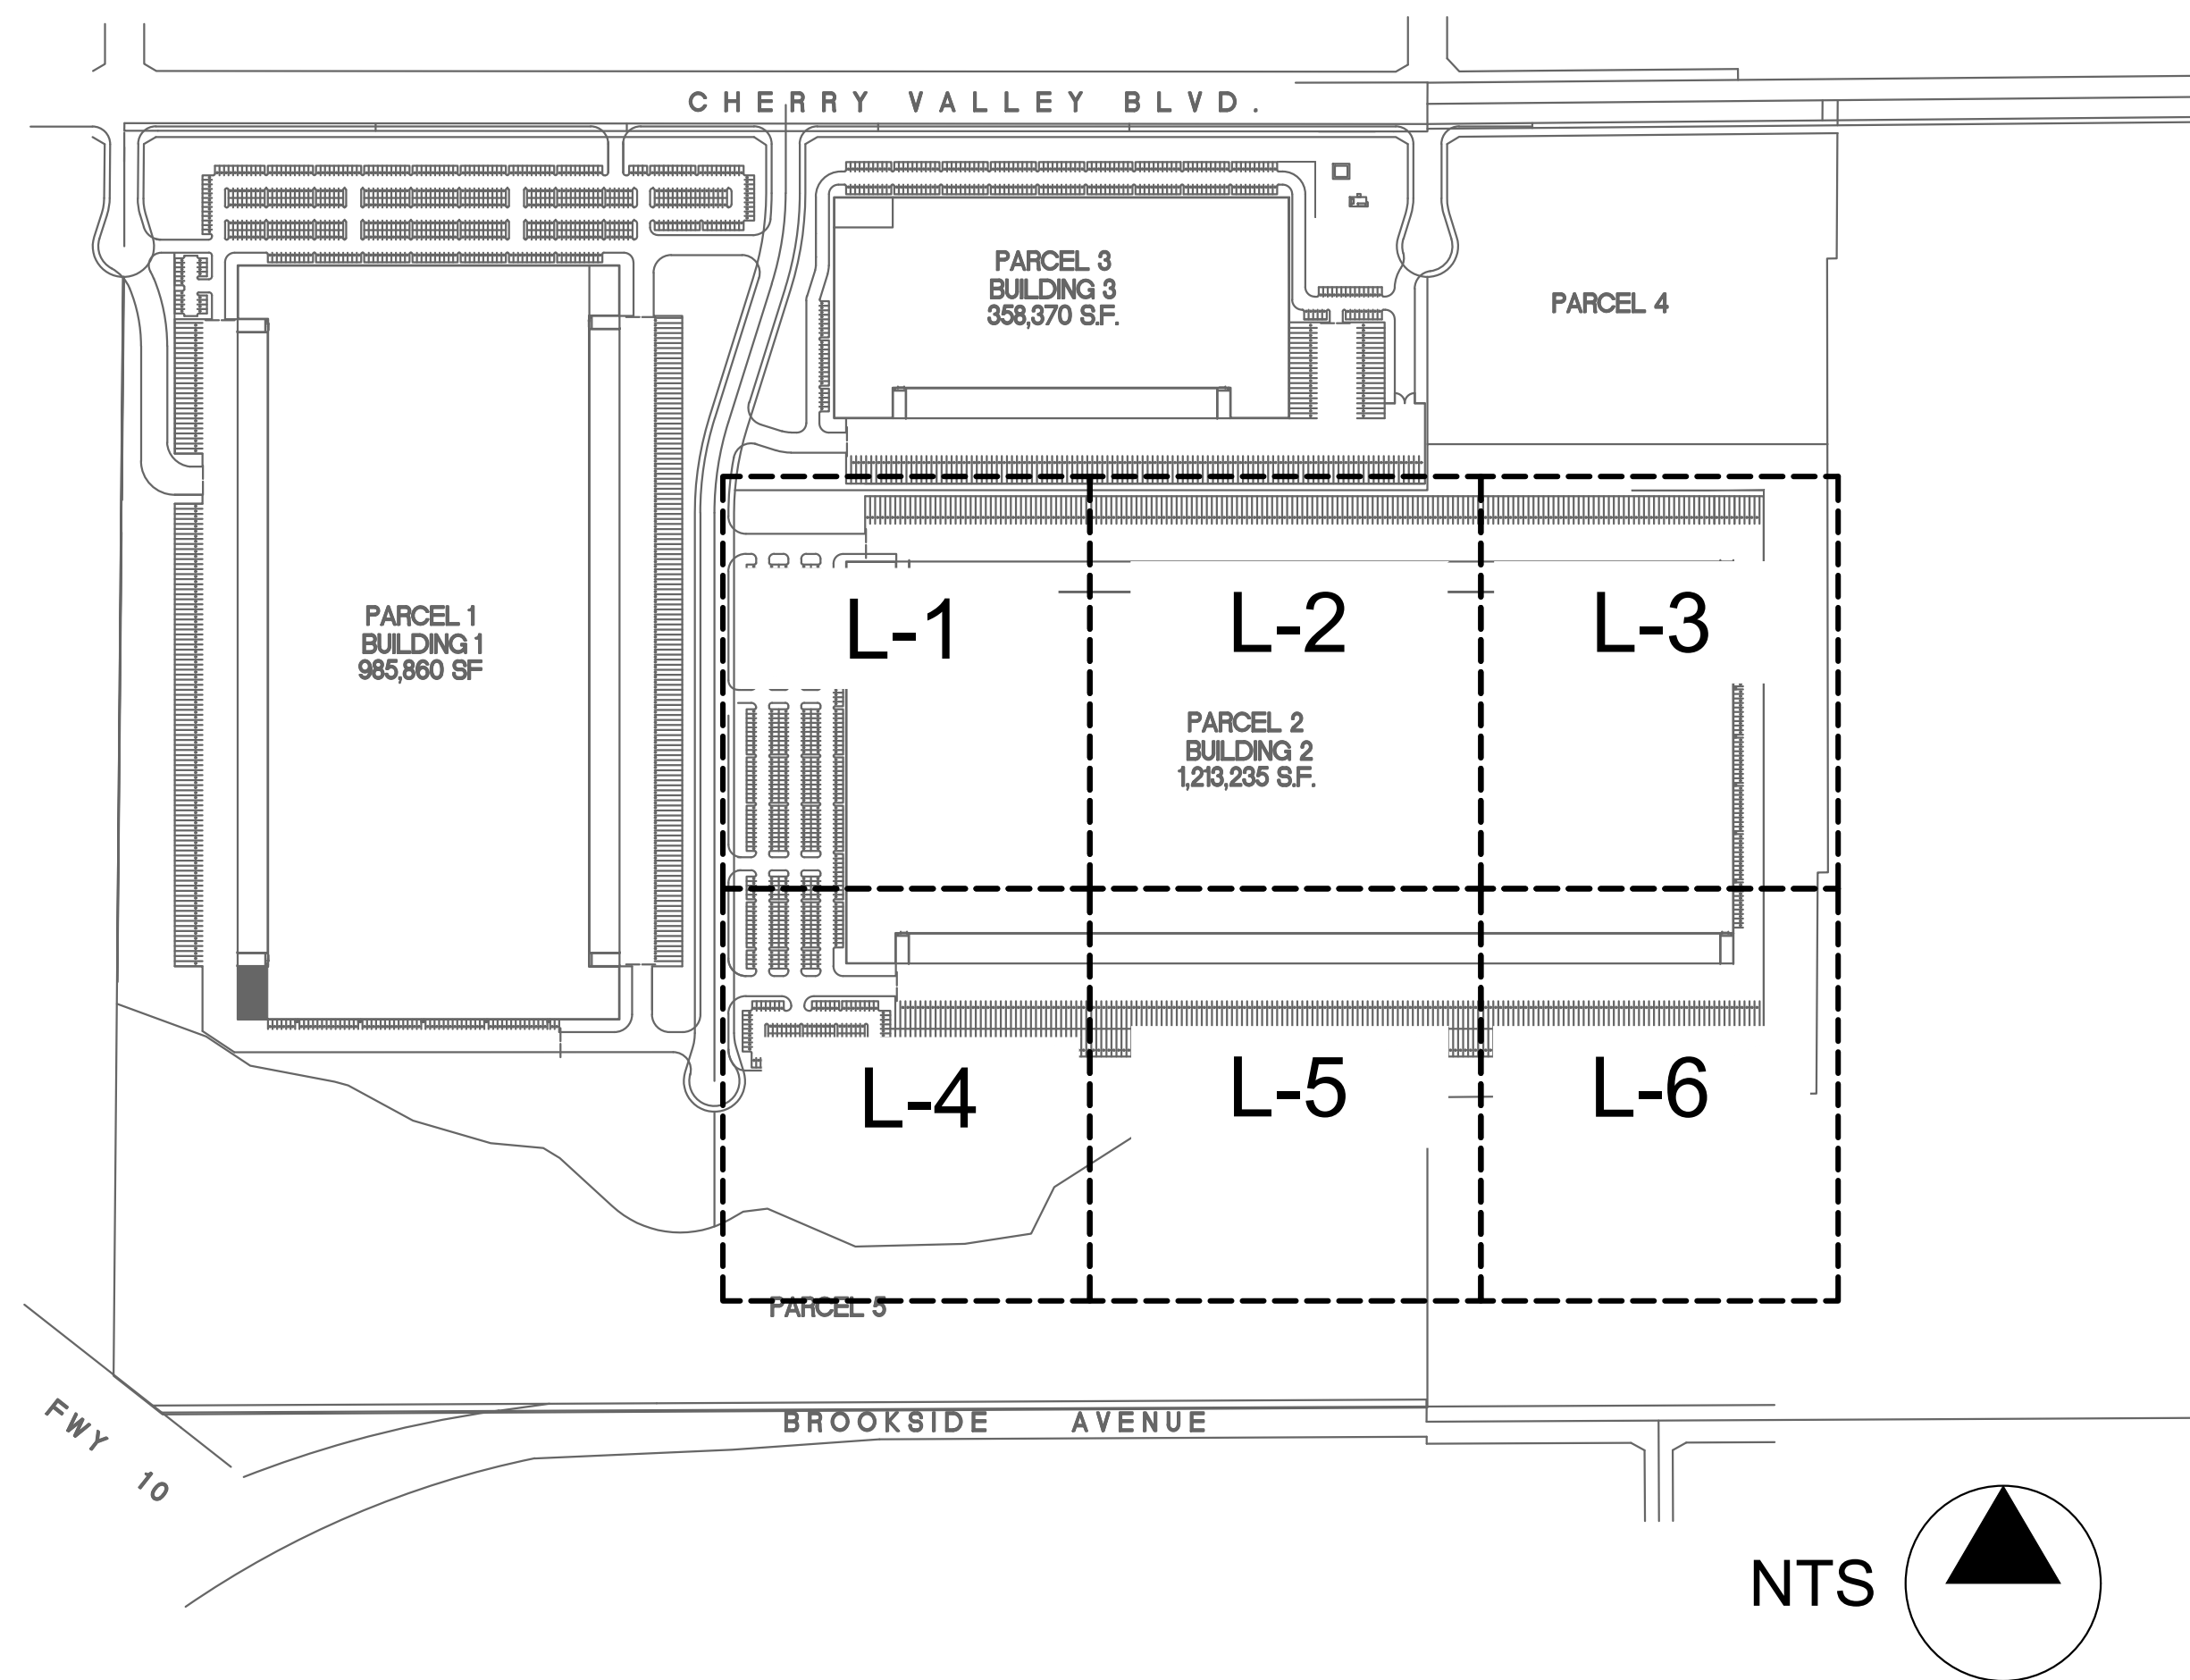 CHERRY VALLEY BLVD.
PARCEL 3
BUILDING 3
358,370 S.F.
PARCEL 4
PARCEL 1
BUILDING 1
985,860 SF
L-1
L-2
L-3
PARCEL 2
BUILDING 2
1,213,235 S.F.
L-4
L-5
L-6
PARCEL 5
BROOKSIDE AVENUE
FWY 10
NTS